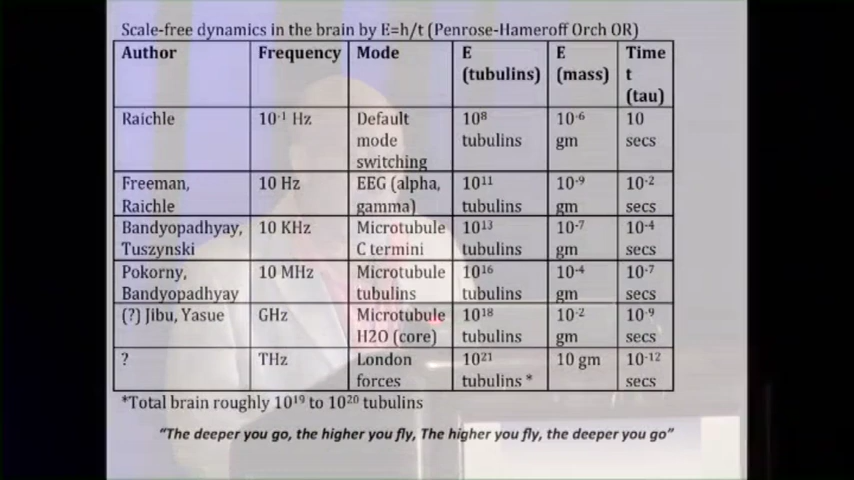 Scale-free dynamics in the brain by E=h/t (Penrose-Hameroff Orch OR)
Author Frequency Mode E (tubulins) E (mass) Time t (tau)
Raichle 10⁻¹ Hz Default mode switching 10⁸ tubulins 10⁻⁶ gm 10 secs
Freeman, Raichle 10 Hz EEG (alpha, gamma) 10¹¹ tubulins 10⁻⁹ gm 10⁻² secs
Bandyopadhyay, Tuszynski 10 KHz Microtubule C termini 10¹³ tubulins 10⁻⁷ gm 10⁻⁴ secs
Pokorny, Bandyopadhyay 10 MHz Microtubule tubulins 10¹⁶ tubulins 10⁻⁴ gm 10⁻⁷ secs
(?) Jibu, Yasue GHz Microtubule H2O (core) 10¹⁸ tubulins 10⁻² gm 10⁻⁹ secs
? THz London forces 10²¹ tubulins * 10 gm 10⁻¹² secs
*Total brain roughly 10¹⁹ to 10²⁰ tubulins
"The deeper you go, the higher you fly, The higher you fly, the deeper you go"